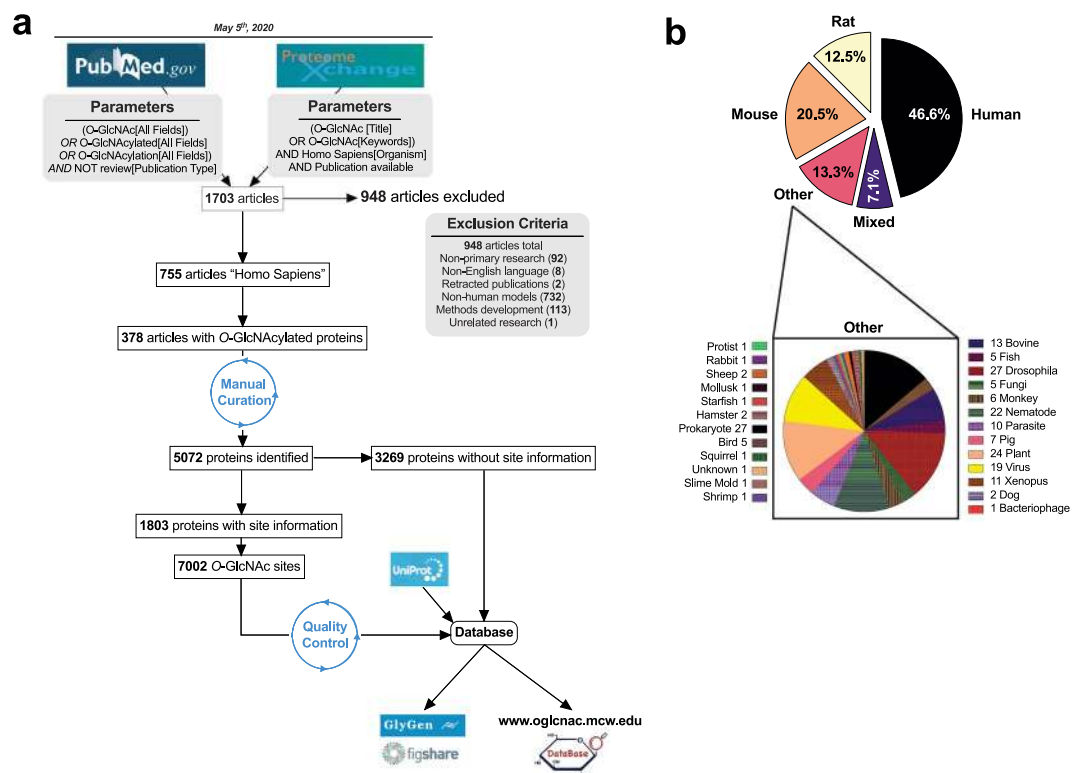 a
May 5th, 2020
PubMed.gov
Proteome
Xchange
Parameters
(O-GlcNAc[All Fields])
OR O-GlcNAcylated[All Fields]
OR O-GlcNAcylation[All Fields])
AND NOT review[Publication Type]
Parameters
(O-GlcNAc [Title]
OR O-GlcNAc[Keywords])
AND Homo Sapiens[Organism]
AND Publication available
1703 articles
948 articles excluded
Exclusion Criteria
948 articles total
Non-primary research (92)
Non-English language (8)
Retracted publications (2)
Non-human models (732)
Methods development (113)
Unrelated research (1)
755 articles “Homo Sapiens”
378 articles with O-GlcNAcylated proteins
Manual
Curation
5072 proteins identified
3269 proteins without site information
1803 proteins with site information
7002 O-GlcNAc sites
UniProt
Quality
Control
Database
GlyGen
figshare
www.oglcnac.mcw.edu
DataBase
b
Rat
12.5%
Mouse
20.5%
46.6%
Human
13.3%
7.1%
Other
Mixed
Other
Protist 1
Rabbit 1
Sheep 2
Mollusk 1
Starfish 1
Hamster 2
Prokaryote 27
Bird 5
Squirrel 1
Unknown 1
Slime Mold 1
Shrimp 1
13 Bovine
5 Fish
27 Drosophila
5 Fungi
6 Monkey
22 Nematode
10 Parasite
7 Pig
24 Plant
19 Virus
11 Xenopus
2 Dog
1 Bacteriophage